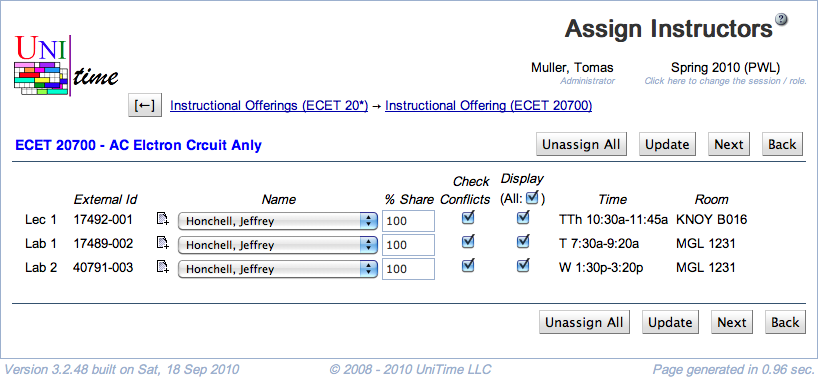 Assign Instructors ?
UNI time
Muller, Tomas Spring 2010 (PWL)
Administrator Click here to change the session / role.
[←] Instructional Offerings (ECET 20*) → Instructional Offering (ECET 20700)
ECET 20700 - AC Elctron Crcuit Anly Unassign All Update Next Back
External Id Name % Share Check Conflicts Display (All: ) Time Room
Lec 1 17492-001 Honchell, Jeffrey 100 TTh 10:30a-11:45a KNOY B016
Lab 1 17489-002 Honchell, Jeffrey 100 T 7:30a-9:20a MGL 1231
Lab 2 40791-003 Honchell, Jeffrey 100 W 1:30p-3:20p MGL 1231
Unassign All Update Next Back
Version 3.2.48 built on Sat, 18 Sep 2010 © 2008 - 2010 UniTime LLC Page generated in 0.96 sec.